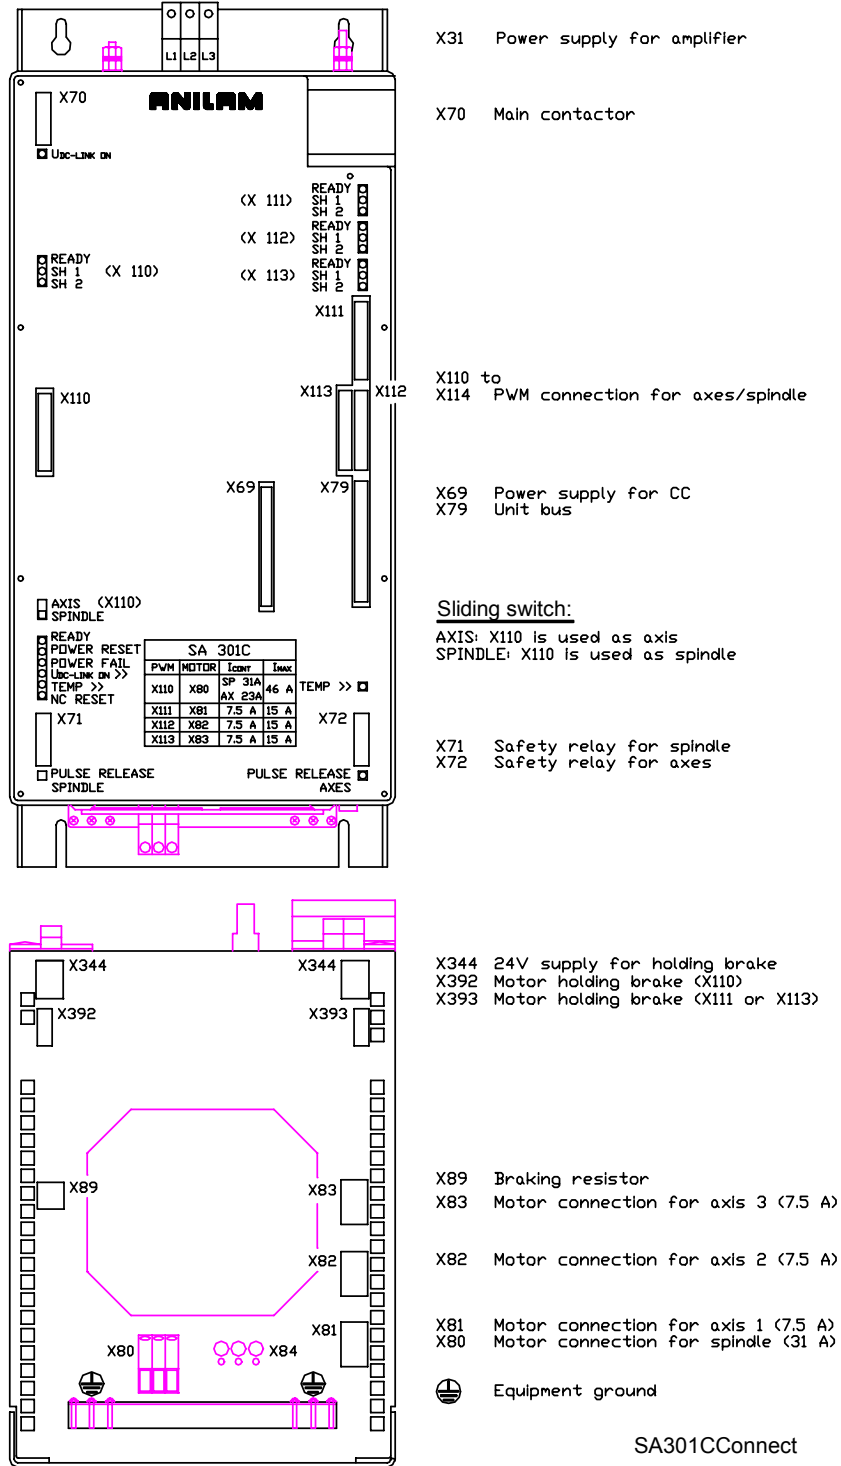 L1 L2 L3
X31 Power supply for amplifier
X70
ANILAM
X70 Main contactor
UDC-LINK ON
(X 111) READY
SH 1
SH 2
(X 112) READY
SH 1
SH 2
READY
SH 1 (X 110)
SH 2
(X 113) READY
SH 1
SH 2
X111
X110 to
X114 PWM connection for axes/spindle
X110
X113 X112
X69 X79
X69 Power supply for CC
X79 Unit bus
AXIS (X110)
SPINDLE
Sliding switch:
AXIS: X110 is used as axis
SPINDLE: X110 is used as spindle
READY
POWER RESET
POWER FAIL
UDC-LINK ON >>
TEMP >>
NC RESET
SA 301C
PWM MOTOR ICONT IMAX
X110 X80 SP 31A AX 23A 46 A
X111 X81 7.5 A 15 A
X112 X82 7.5 A 15 A
X113 X83 7.5 A 15 A
TEMP >>
X71 X72
X71 Safety relay for spindle
X72 Safety relay for axes
PULSE RELEASE
SPINDLE
PULSE RELEASE
AXES
X344 X344
X392 X393
X344 24V supply for holding brake
X392 Motor holding brake (X110)
X393 Motor holding brake (X111 or X113)
X89 X83
X89 Braking resistor
X83 Motor connection for axis 3 (7.5 A)
X82
X82 Motor connection for axis 2 (7.5 A)
X81
X80 X84
X81 Motor connection for axis 1 (7.5 A)
X80 Motor connection for spindle (31 A)
Equipment ground
SA301CConnect